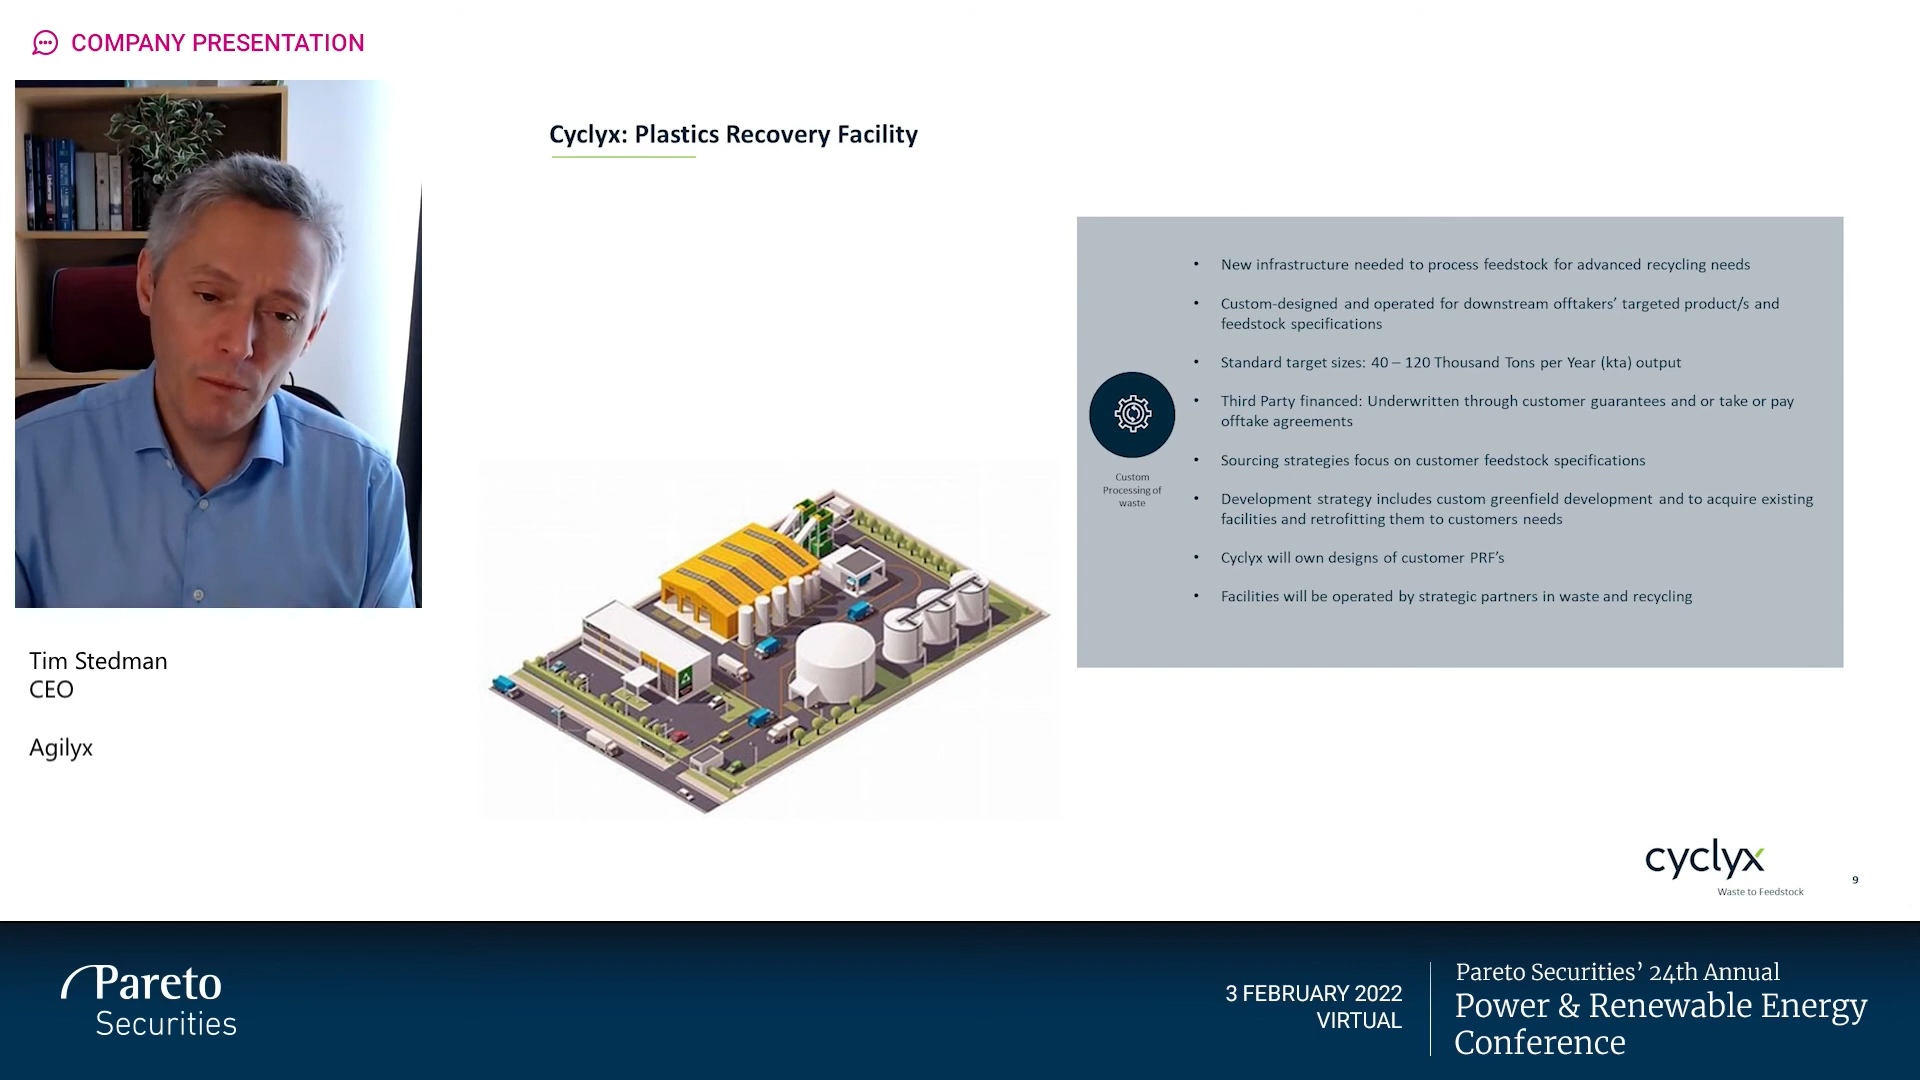 COMPANY PRESENTATION
Cyclyx: Plastics Recovery Facility
• New infrastructure needed to process feedstock for advanced recycling needs
• Custom-designed and operated for downstream offtakers’ targeted product/s and
feedstock specifications
• Standard target sizes: 40 – 120 Thousand Tons per Year (kta) output
• Third Party financed: Underwritten through customer guarantees and or take or pay
offtake agreements
• Sourcing strategies focus on customer feedstock specifications
• Development strategy includes custom greenfield development and to acquire existing
facilities and retrofitting them to customers needs
• Cyclyx will own designs of customer PRF’s
• Facilities will be operated by strategic partners in waste and recycling
Custom
Processing of
waste
Tim Stedman
CEO
Agilyx
cyclyx
Waste to Feedstock
9
Pareto
Securities
3 FEBRUARY 2022
VIRTUAL
Pareto Securities’ 24th Annual
Power & Renewable Energy
Conference